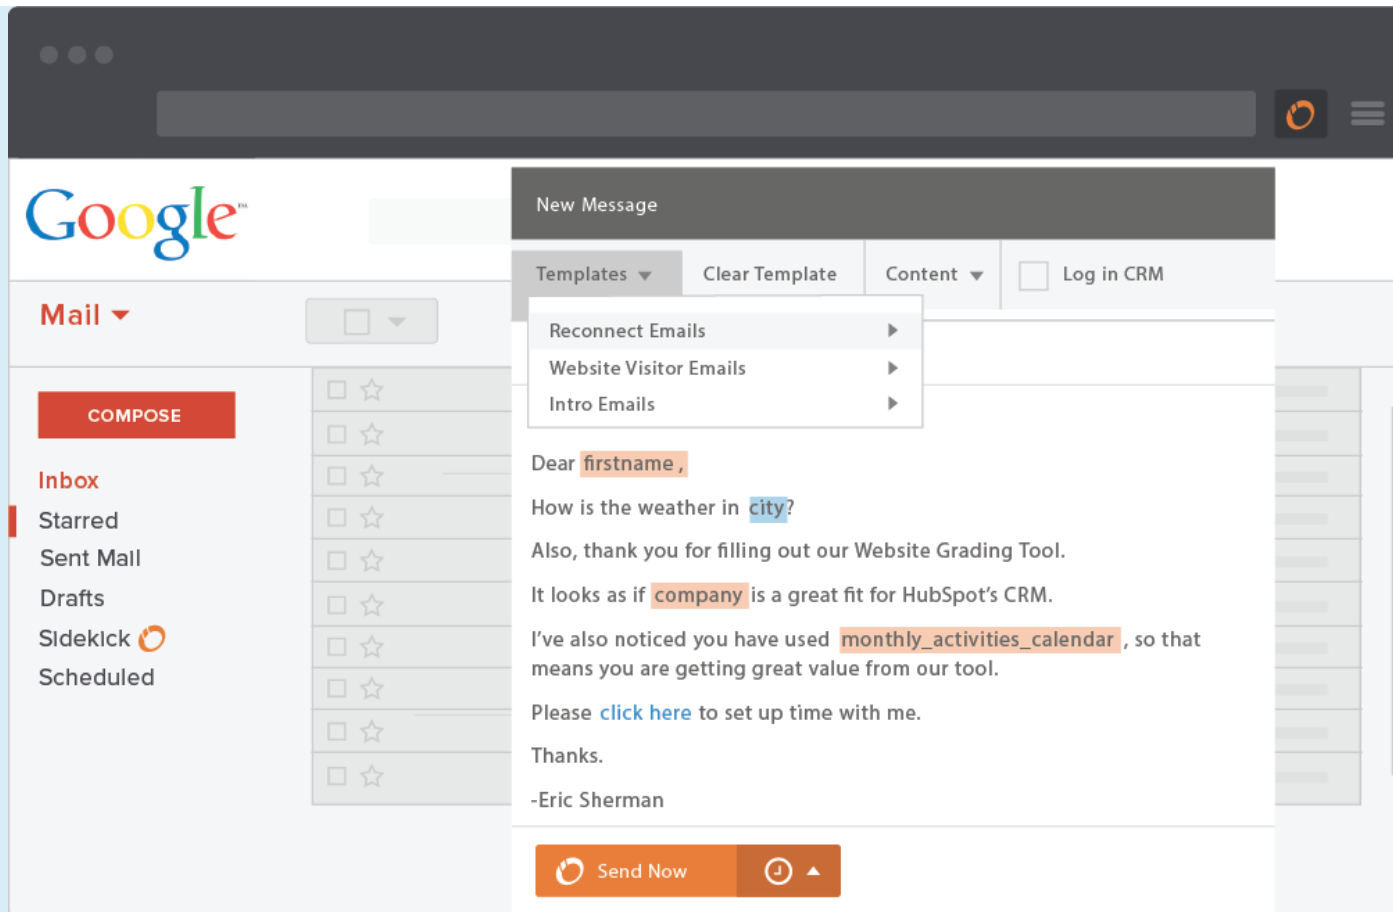 Google™
New Message
Templates
Clear Template
Content
Log in CRM
Mail
Reconnect Emails
Website Visitor Emails
Intro Emails
COMPOSE
Inbox
Starred
Sent Mail
Drafts
Sidekick
Scheduled
Dear firstname ,
How is the weather in city?
Also, thank you for filling out our Website Grading Tool.
It looks as if company is a great fit for HubSpot's CRM.
I've also noticed you have used monthly_activities_calendar , so that
means you are getting great value from our tool.
Please click here to set up time with me.
Thanks.
-Eric Sherman
Send Now